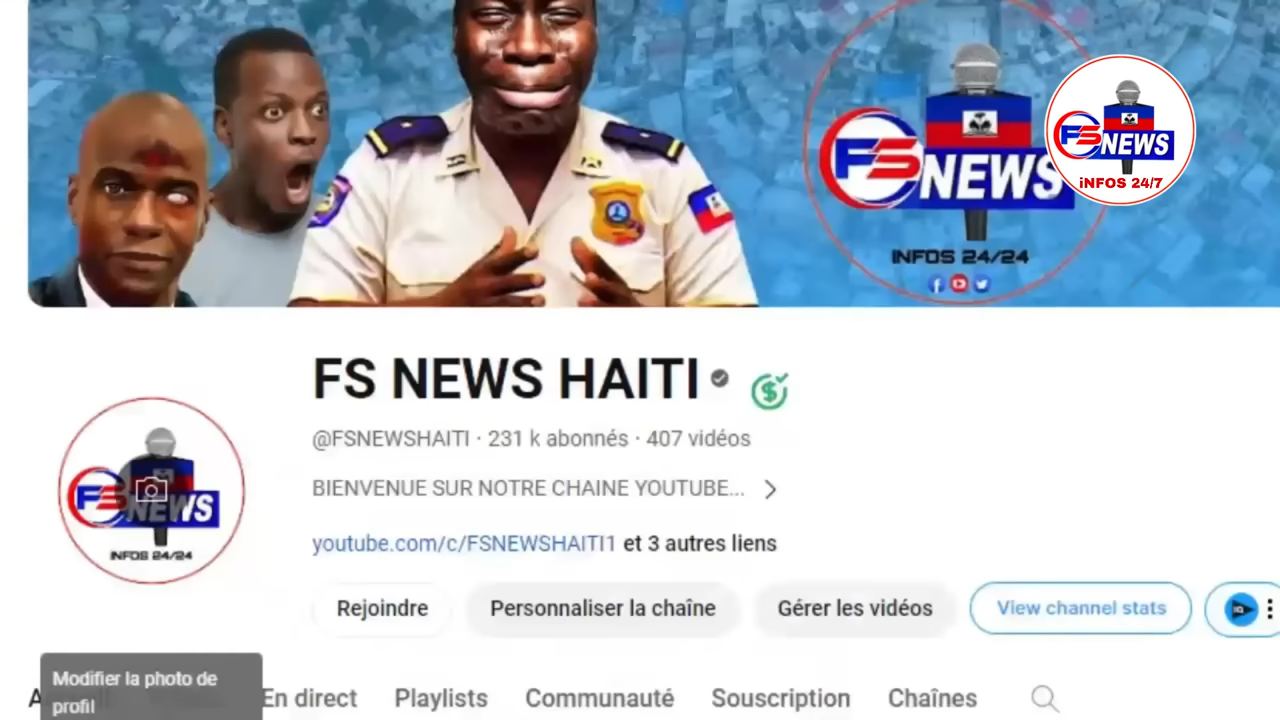 FS NEWS
INFOS 24/24
FS NEWS
iNFOS 24/7
FS NEWS HAITI
@FSNEWSHAITI · 231 k abonnés · 407 vidéos
BIENVENUE SUR NOTRE CHAINE YOUTUBE...
youtube.com/c/FSNEWSHAITI1 et 3 autres liens
FS NEWS
INFOS 24/24
Rejoindre Personnaliser la chaîne Gérer les vidéos View channel stats
Modifier la photo de
profil
En direct Playlists Communauté Souscription Chaînes